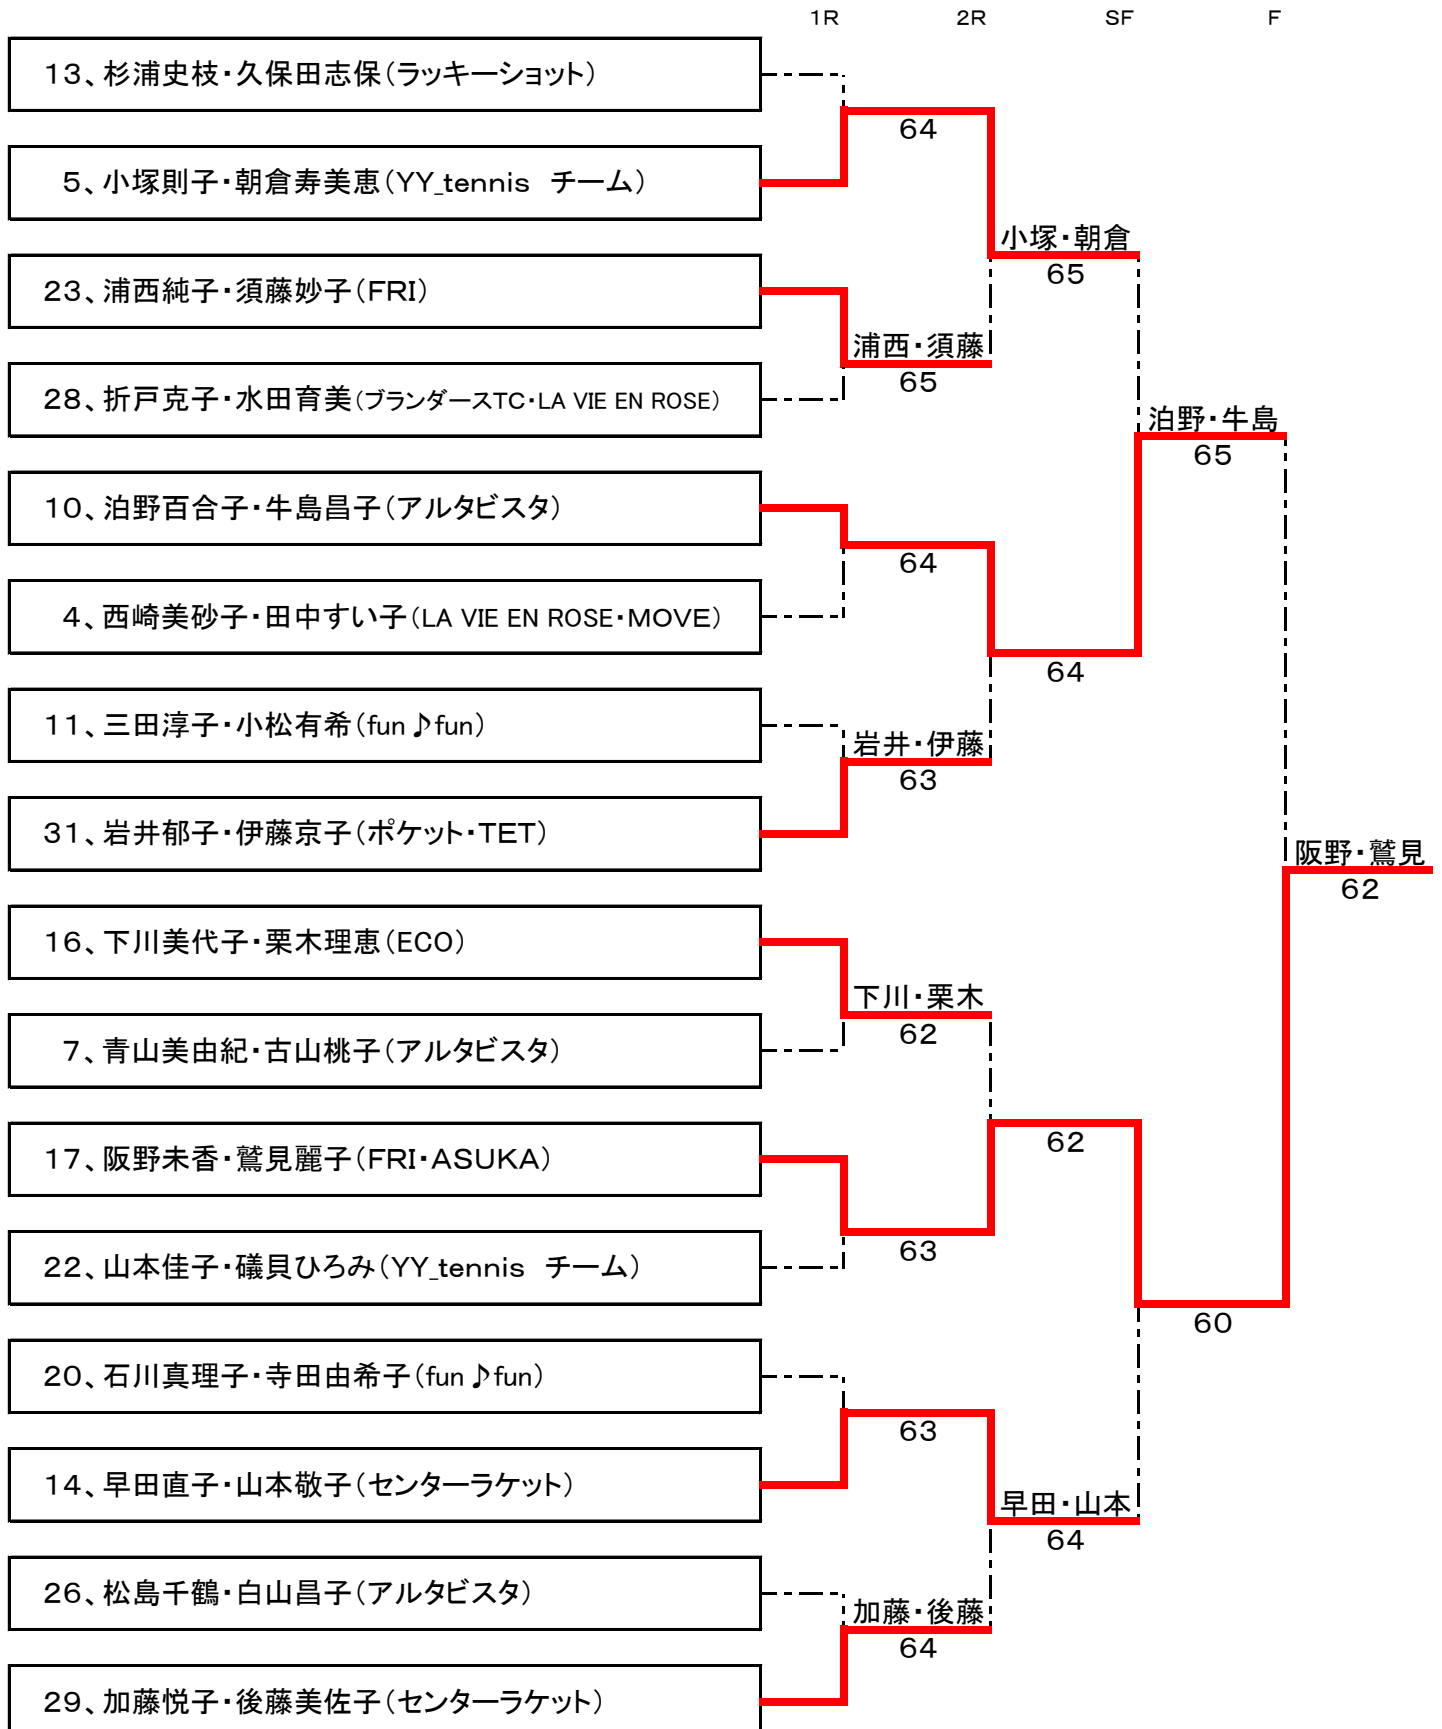 1R 2R SF F
13、杉浦史枝・久保田志保(ラッキーショット)
64
5、小塚則子・朝倉寿美恵(YY_tennis　チーム)
小塚・朝倉
65
23、浦西純子・須藤妙子(FRI)
浦西・須藤
65
28、折戸克子・水田育美(ブランダースTC・LA VIE EN ROSE)
泊野・牛島
65
10、泊野百合子・牛島昌子(アルタビスタ)
64
4、西崎美砂子・田中すい子(LA VIE EN ROSE・MOVE)
64
11、三田淳子・小松有希(fun♪fun)
岩井・伊藤
63
31、岩井郁子・伊藤京子(ポケット・TET)
阪野・鷲見
62
16、下川美代子・栗木理恵(ECO)
下川・栗木
62
7、青山美由紀・古山桃子(アルタビスタ)
62
17、阪野未香・鷲見麗子(FRI・ASUKA)
63
22、山本佳子・礒貝ひろみ(YY_tennis　チーム)
60
20、石川真理子・寺田由希子(fun♪fun)
63
14、早田直子・山本敬子(センターラケット)
早田・山本
64
26、松島千鶴・白山昌子(アルタビスタ)
加藤・後藤
64
29、加藤悦子・後藤美佐子(センターラケット)